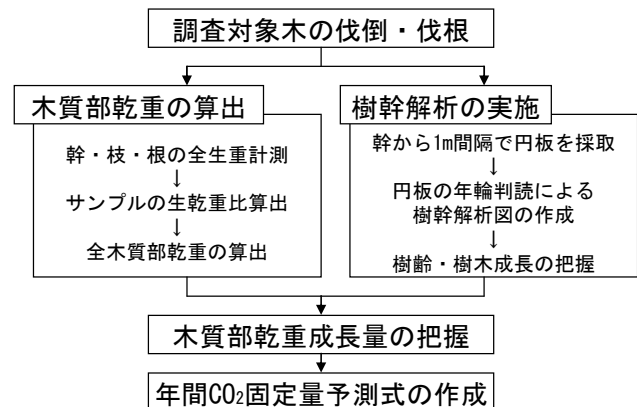 調査対象木の伐倒・伐根
木質部乾重の算出
幹・枝・根の全生重計測
↓
サンプルの生乾重比算出
↓
全木質部乾重の算出
樹幹解析の実施
幹から1m間隔で円板を採取
↓
円板の年輪判読による
樹幹解析図の作成
↓
樹齢・樹木成長の把握
木質部乾重成長量の把握
年間CO₂固定量予測式の作成